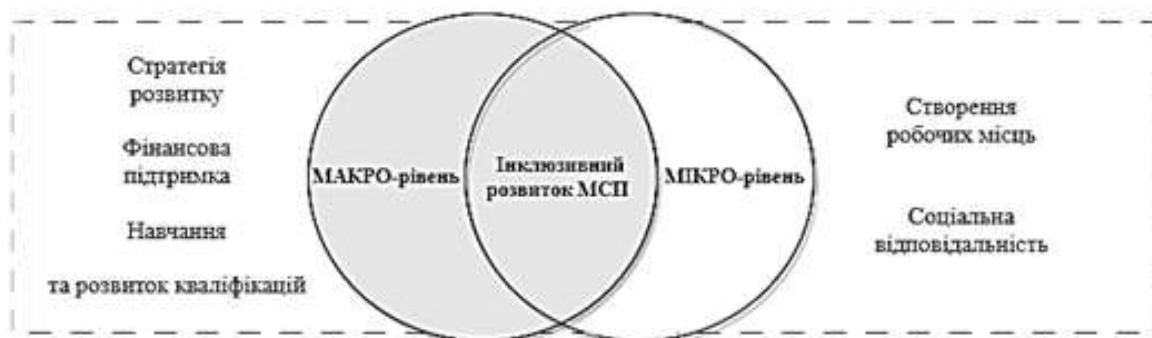 Стратегія
розвитку
Фінансова
підтримка
Навчання
та розвиток кваліфікацій
МАКРО-рівень
Інклюзивний
розвиток МСП
МІКРО-рівень
Створення
робочих місць
Соціальна
відповідальність